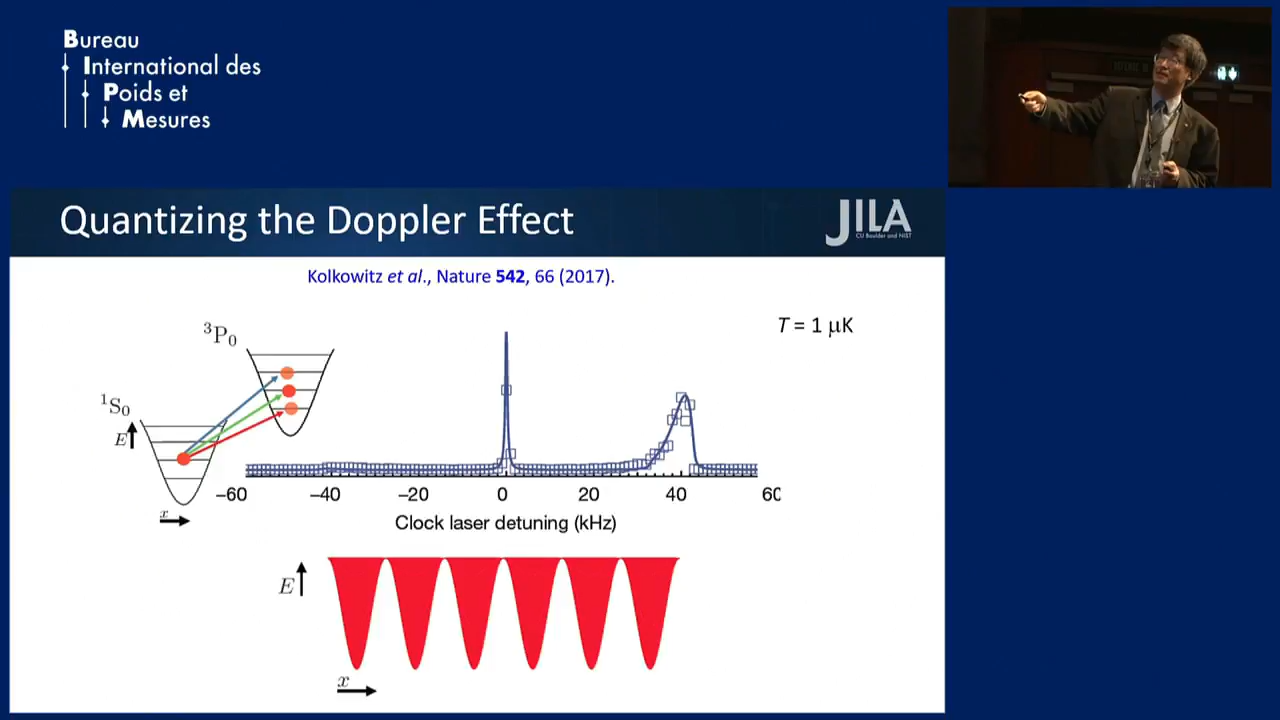 Bureau
International des
Poids et
Mesures
Quantizing the Doppler Effect
JILA
CU Boulder and NIST
Kolkowitz et al., Nature 542, 66 (2017).
T = 1 μK
³P₀
¹S₀
E
x
−60 −40 −20 0 20 40 60
Clock laser detuning (kHz)
E
x